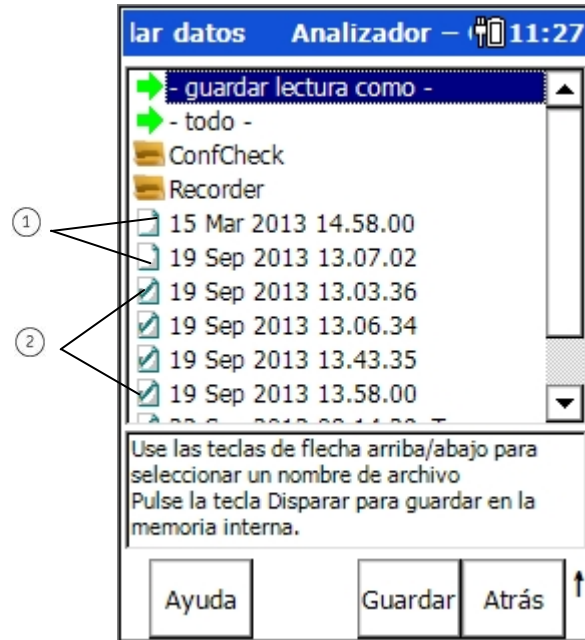 lar datos Analizador – 11:27
- guardar lectura como -
- todo -
ConfCheck
Recorder
1
15 Mar 2013 14.58.00
19 Sep 2013 13.07.02
19 Sep 2013 13.03.36
19 Sep 2013 13.06.34
2
19 Sep 2013 13.43.35
19 Sep 2013 13.58.00
Use las teclas de flecha arriba/abajo para
seleccionar un nombre de archivo
Pulse la tecla Disparar para guardar en la
memoria interna.
Ayuda Guardar Atrás